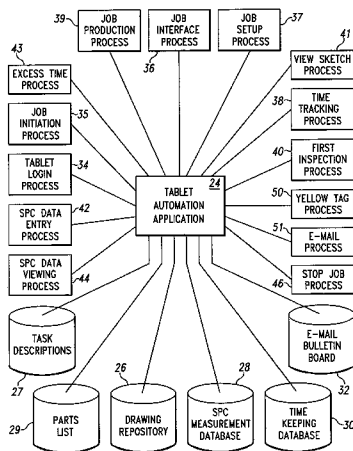 39
JOB
PRODUCTION
PROCESS
JOB
INTERFACE
PROCESS
36
JOB
SETUP
PROCESS
37
43
EXCESS TIME
PROCESS
41
VIEW SKETCH
PROCESS
35
JOB
INITIATION
PROCESS
38
TIME
TRACKING
PROCESS
34
TABLET
LOGIN
PROCESS
40
FIRST
INSPECTION
PROCESS
24
TABLET
AUTOMATION
APPLICATION
42
SPC DATA
ENTRY
PROCESS
50
YELLOW TAG
PROCESS
51
E-MAIL
PROCESS
SPC DATA
VIEWING
PROCESS
44
STOP JOB
PROCESS
46
TASK
DESCRIPTIONS
27
E-MAIL
BULLETIN
BOARD
32
PARTS
LIST
29
26
DRAWING
REPOSITORY
28
SPC
MEASUREMENT
DATABASE
TIME
KEEPING
DATABASE
30